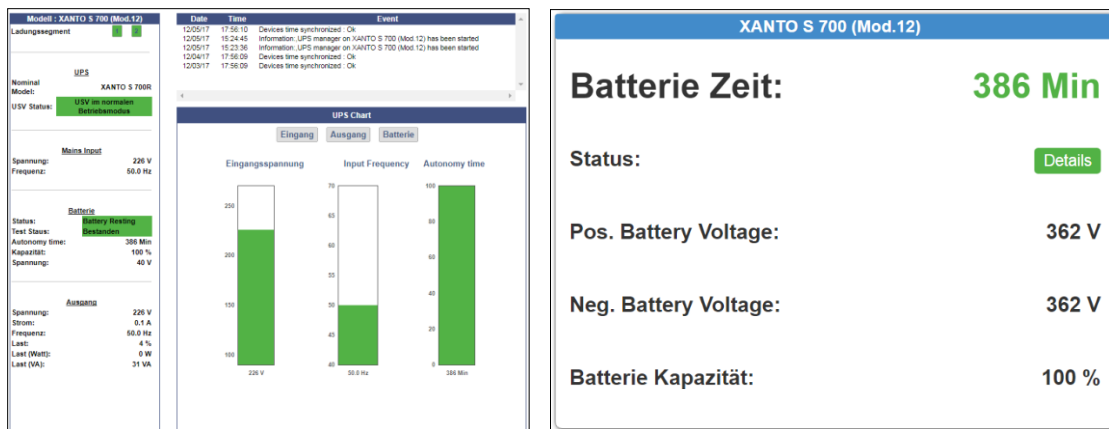 Modell : XANTO S 700 (Mod.12)
Ladungssegment 1 2
UPS
Nominal Model: XANTO S 700R
USV Status: USV im normalen Betriebsmodus
Mains Input
Spannung: 226 V
Frequenz: 50.0 Hz
Batterie
Status: Battery Resting
Test Staus: Bestanden
Autonomy time: 386 Min
Kapazität: 100 %
Spannung: 40 V
Ausgang
Spannung: 226 V
Strom: 0.1 A
Frequenz: 50.0 Hz
Last: 4 %
Last (Watt): 0 W
Last (VA): 31 VA
Date Time Event
12/05/17 17:56:10 Devices time synchronized : Ok
12/05/17 15:24:45 Information:,UPS manager on XANTO S 700 (Mod.12) has been started
12/05/17 15:23:36 Information:,UPS manager on XANTO S 700 (Mod.12) has been started
12/04/17 17:56:09 Devices time synchronized : Ok
12/03/17 17:56:09 Devices time synchronized : Ok
UPS Chart
Eingang Ausgang Batterie
Eingangsspannung Input Frequency Autonomy time
250
200
150
100
226 V
70
65
60
55
50
45
40
50.0 Hz
100
80
60
40
20
0
386 Min
XANTO S 700 (Mod.12)
Batterie Zeit: 386 Min
Status: Details
Pos. Battery Voltage: 362 V
Neg. Battery Voltage: 362 V
Batterie Kapazität: 100 %